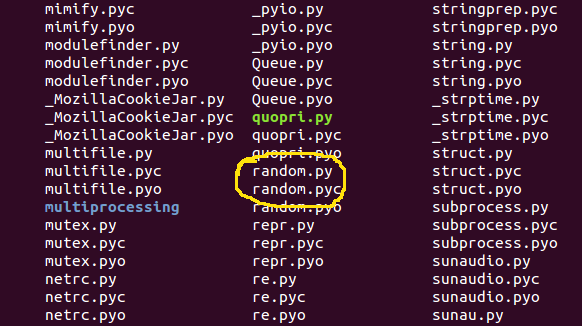 mimify.pyc _pyio.py stringprep.pyc
mimify.pyo _pyio.pyc stringprep.pyo
modulefinder.py _pyio.pyo string.py
modulefinder.pyc Queue.py string.pyc
modulefinder.pyo Queue.pyc string.pyo
_MozillaCookieJar.py Queue.pyo _strptime.py
_MozillaCookieJar.pyc quopri.py _strptime.pyc
_MozillaCookieJar.pyo quopri.pyc _strptime.pyo
multifile.py quopri.pyo struct.py
multifile.pyc random.py struct.pyc
multifile.pyo random.pyc struct.pyo
multiprocessing random.pyo subprocess.py
mutex.py repr.py subprocess.pyc
mutex.pyc repr.pyc subprocess.pyo
mutex.pyo repr.pyo sunaudio.py
netrc.py re.py sunaudio.pyc
netrc.pyc re.pyc sunaudio.pyo
netrc.pyo re.pyo sunau.py